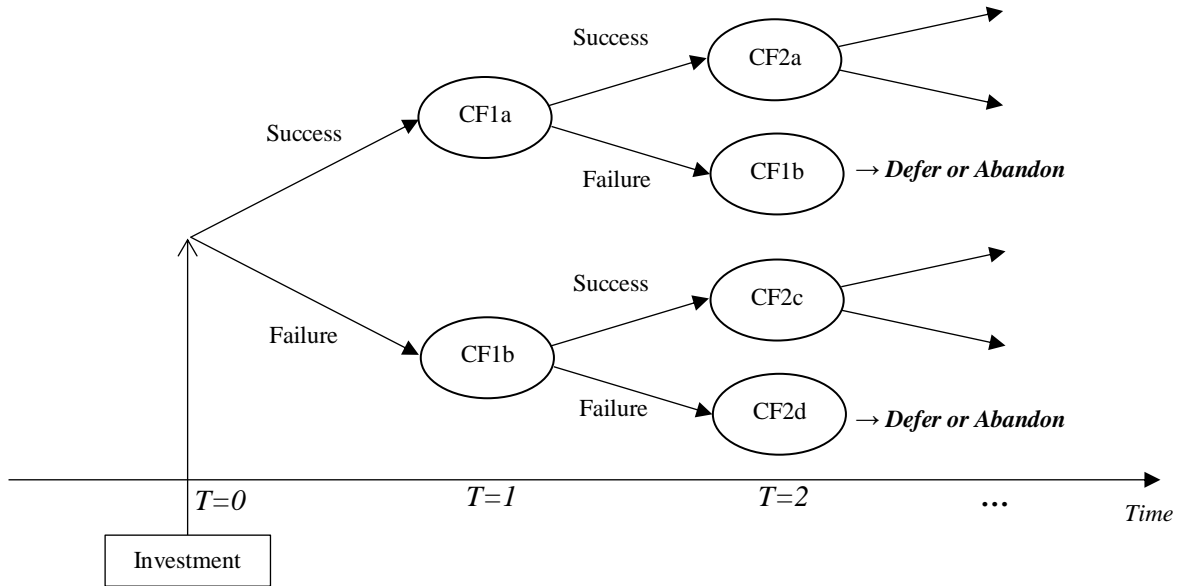 Success
CF2a
Success
CF1a
Failure
CF1b
→ Defer or Abandon
Failure
CF1b
Success
CF2c
Failure
CF2d
→ Defer or Abandon
T=0
T=1
T=2
...
Time
Investment